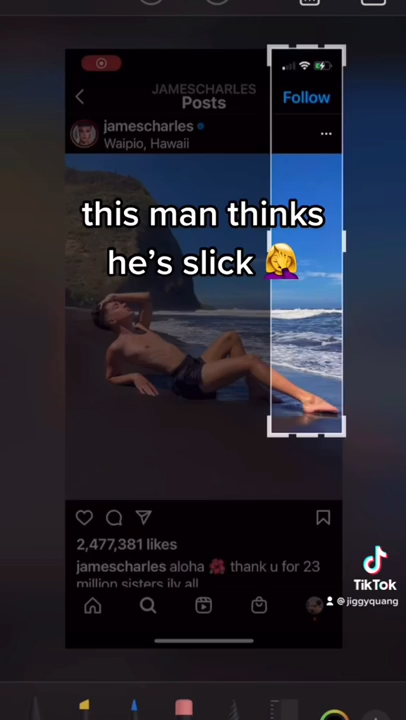 JAMESCHARLES
Posts
Follow
jamescharles
Waipio, Hawaii
this man thinks
he's slick 🤦‍♀️
2,477,381 likes
jamescharles aloha 🌺 thank u for 23
million sisters ily all
TikTok
@jiggyquang